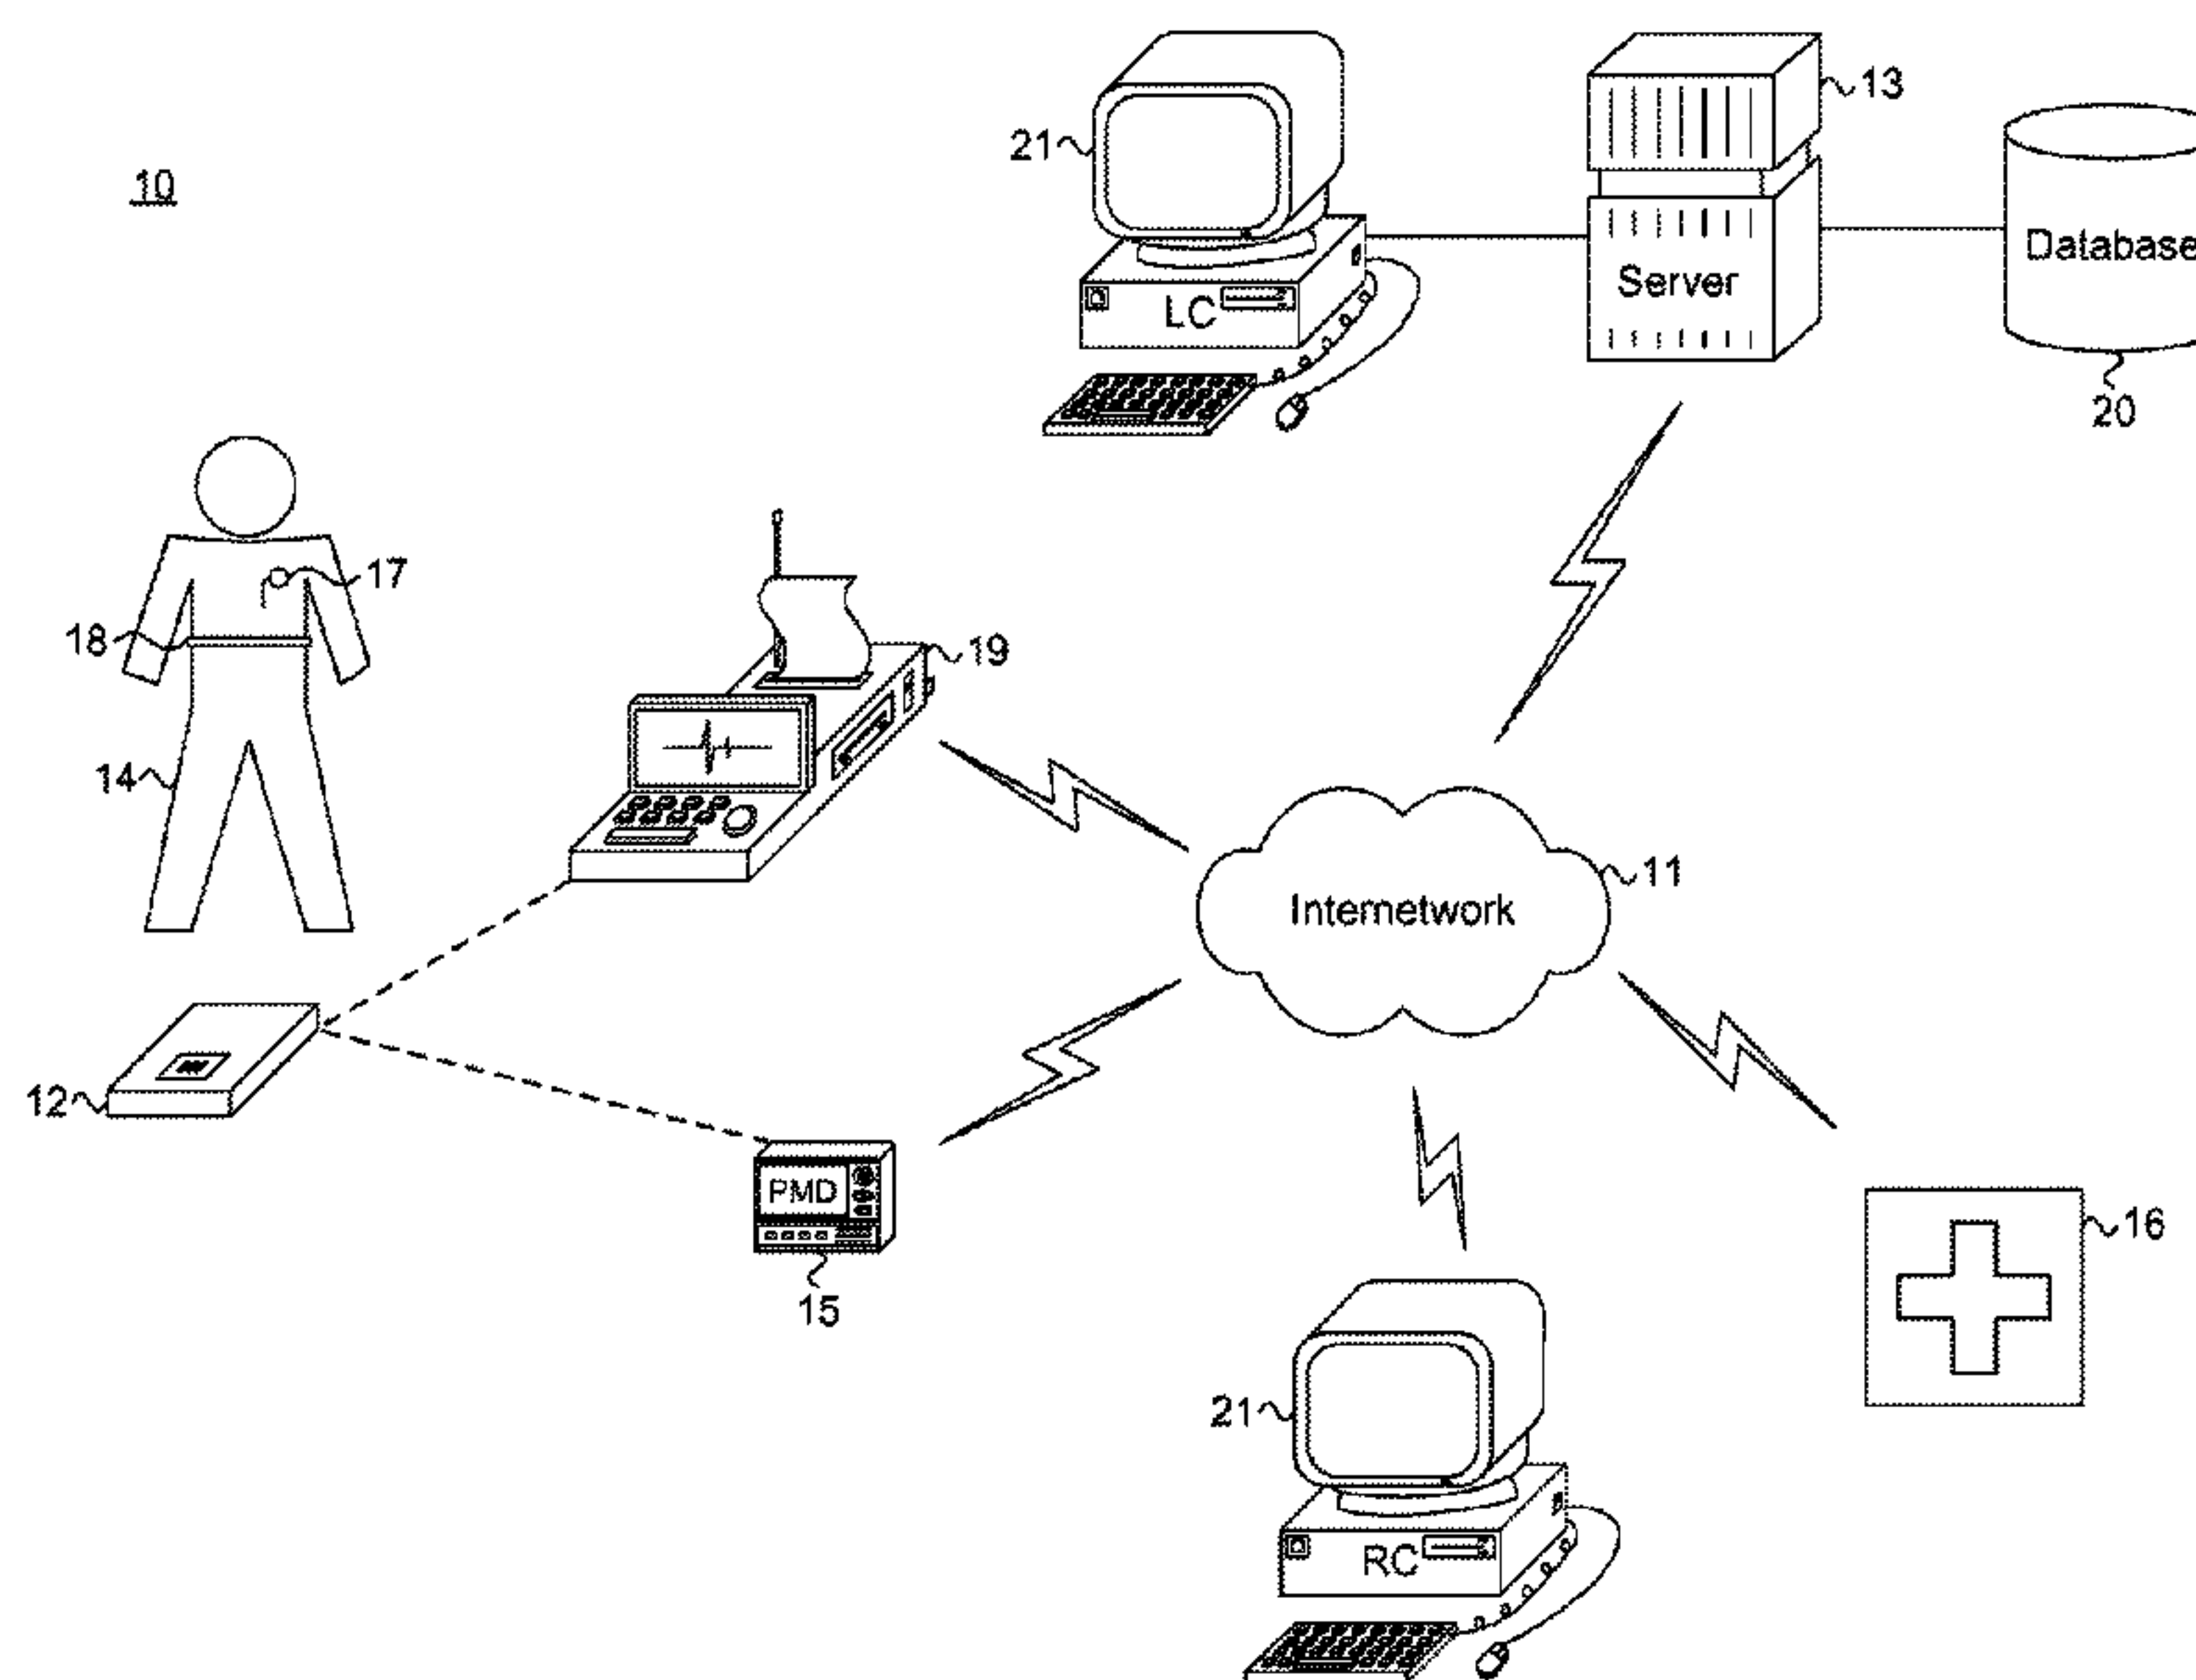 10
21
LC
13
Server
Database
20
17
18
14
19
Internetwork
11
12
PMD
15
16
21
RC